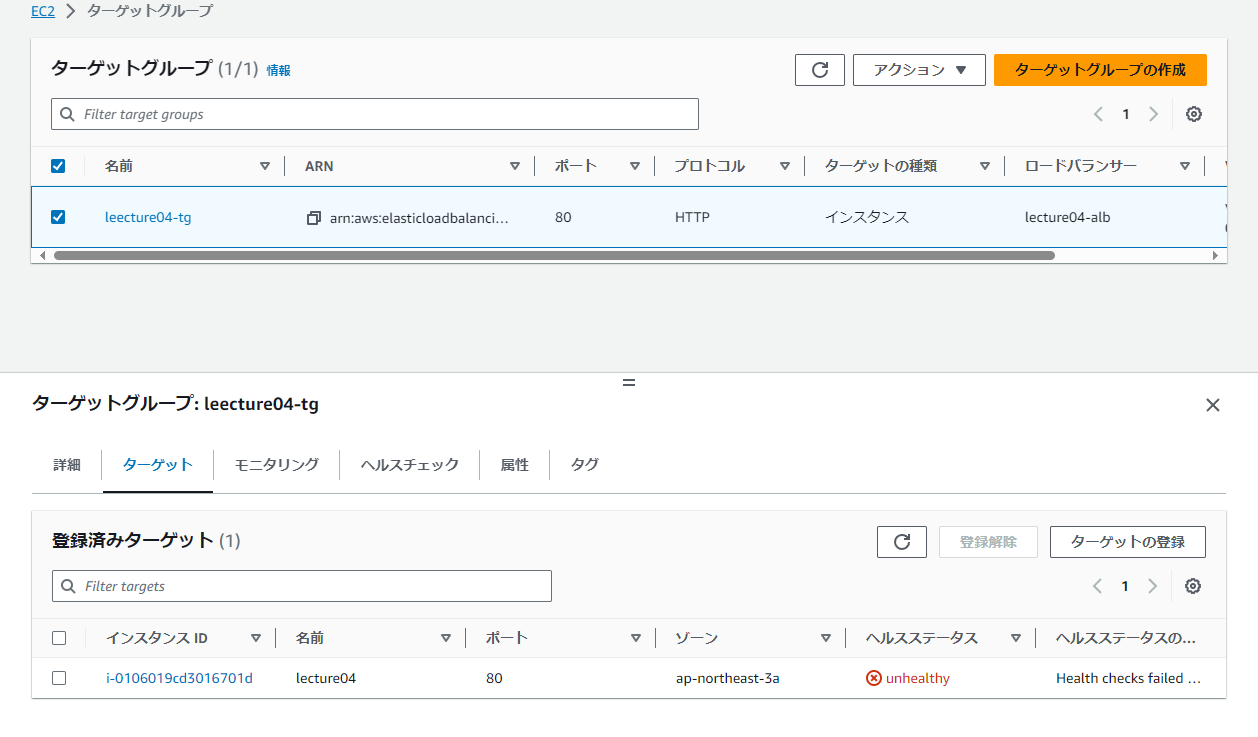 EC2 > ターゲットグループ
ターゲットグループ (1/1) 情報
アクション ▼
ターゲットグループの作成
Filter target groups
1
名前 ARN ポート プロトコル ターゲットの種類 ロードバランサー
leecture04-tg arn:aws:elasticloadbalanci... 80 HTTP インスタンス lecture04-alb
ターゲットグループ: leecture04-tg
詳細 ターゲット モニタリング ヘルスチェック 属性 タグ
登録済みターゲット (1)
登録解除
ターゲットの登録
Filter targets
1
インスタンス ID 名前 ポート ゾーン ヘルスステータス ヘルスステータスの...
i-0106019cd3016701d lecture04 80 ap-northeast-3a unhealthy Health checks failed ...